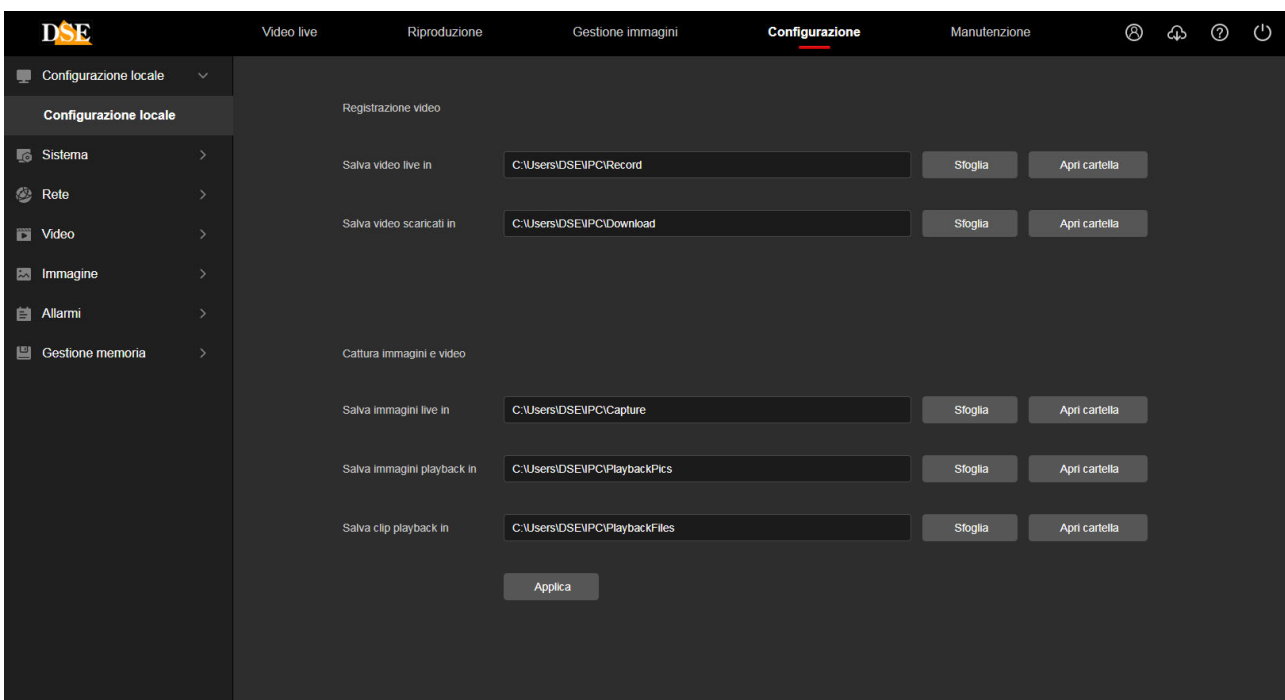 DSE
Video live
Riproduzione
Gestione immagini
Configurazione
Manutenzione
Configurazione locale
Configurazione locale
Sistema
Rete
Video
Immagine
Allarmi
Gestione memoria
Registrazione video
Salva video live in C:\Users\DSE\IPC\Record Sfoglia Apri cartella
Salva video scaricati in C:\Users\DSE\IPC\Download Sfoglia Apri cartella
Cattura immagini e video
Salva immagini live in C:\Users\DSE\IPC\Capture Sfoglia Apri cartella
Salva immagini playback in C:\Users\DSE\IPC\PlaybackPics Sfoglia Apri cartella
Salva clip playback in C:\Users\DSE\IPC\PlaybackFiles Sfoglia Apri cartella
Applica